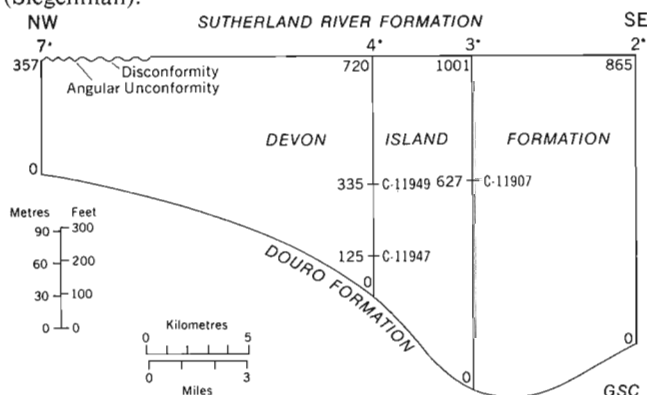 (Siegenman).
NW SUTHERLAND RIVER FORMATION SE
7• 4• 3• 2•
357 720 1001 865
Disconformity
Angular Unconformity
DEVON ISLAND FORMATION
0
335 C-11949 627 C-11907
Metres Feet
90 300
60 200
30 100
0 0
125 C-11947
0
DOURO FORMATION
0
Kilometres
0 5
0 3
Miles
0
GSC